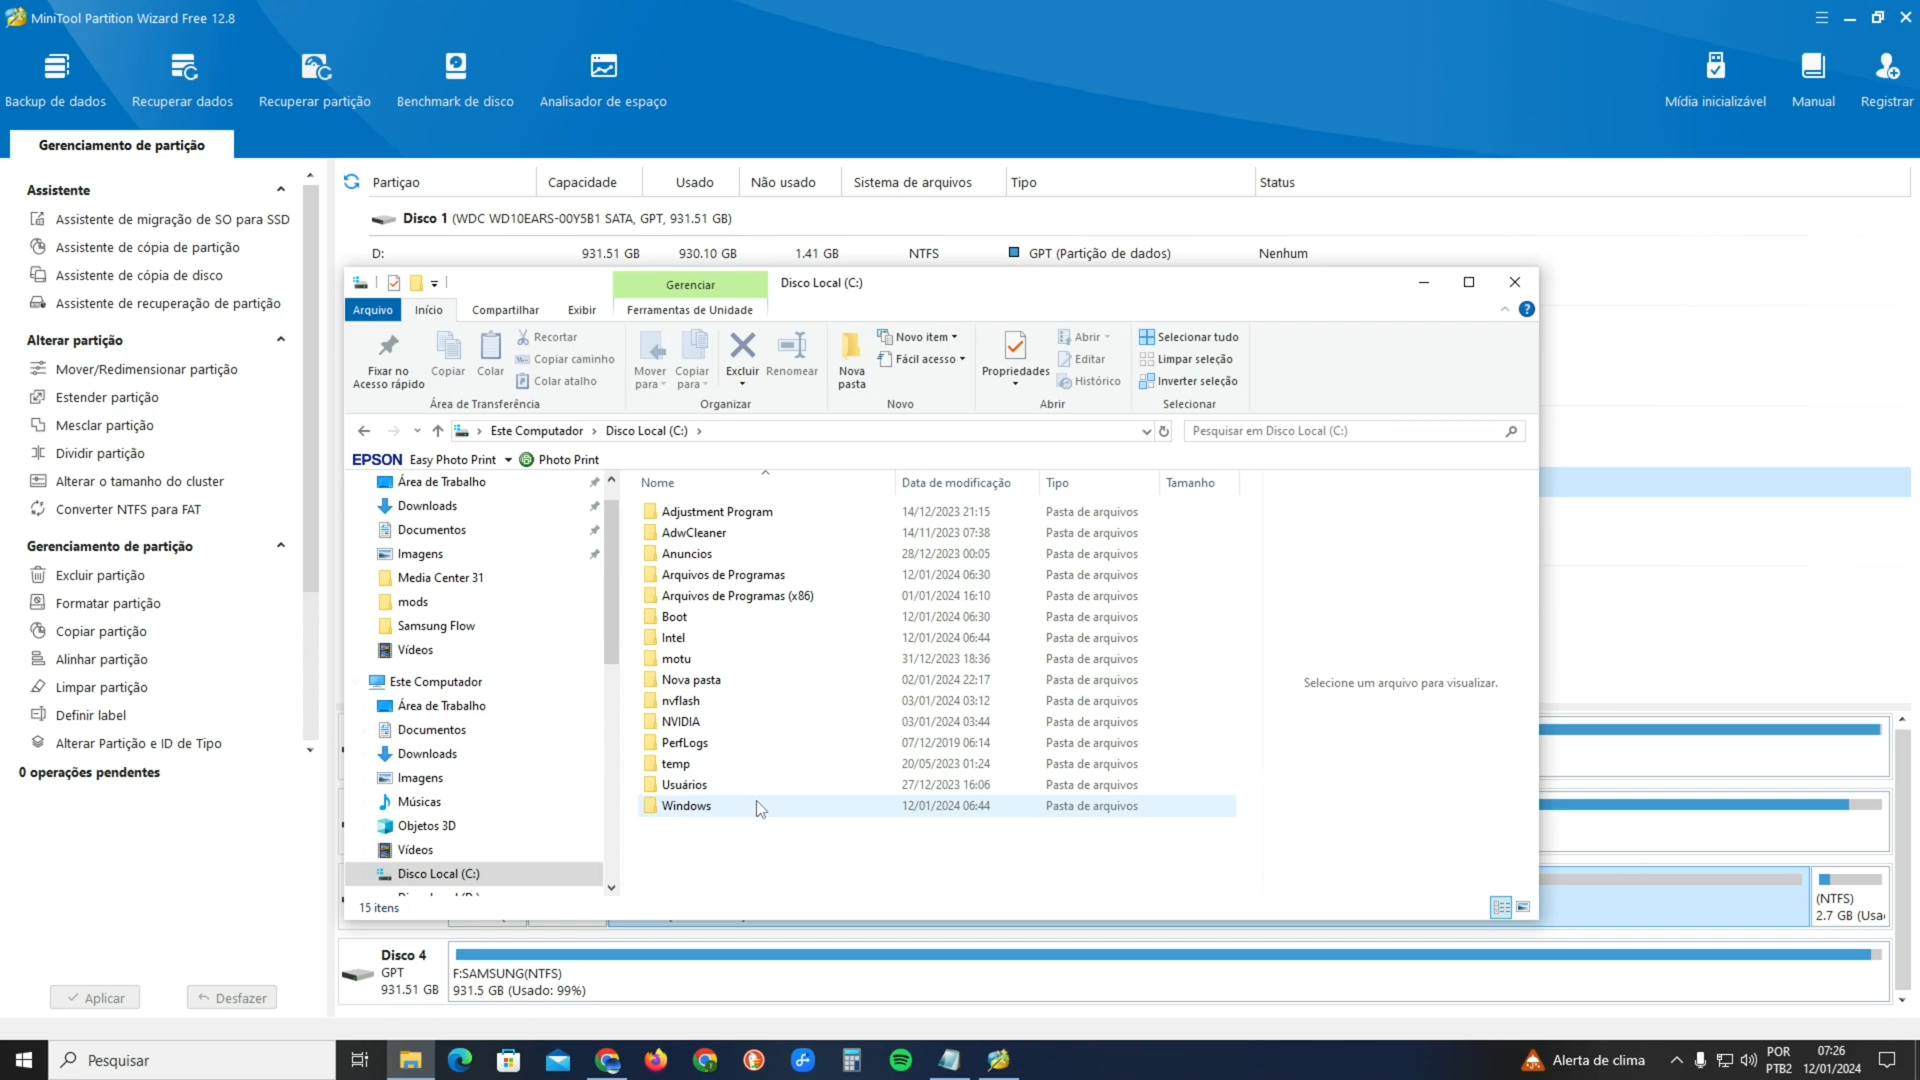 MiniTool Partition Wizard Free 12.8
Backup de dados
Recuperar dados
Recuperar partição
Benchmark de disco
Analisador de espaço
Mídia inicializável
Manual
Registrar
Gerenciamento de partição
Assistente
Assistente de migração de SO para SSD
Assistente de cópia de partição
Assistente de cópia de disco
Assistente de recuperação de partição
Alterar partição
Mover/Redimensionar partição
Estender partição
Mesclar partição
Dividir partição
Alterar o tamanho do cluster
Converter NTFS para FAT
Gerenciamento de partição
Excluir partição
Formatar partição
Copiar partição
Alinhar partição
Limpar partição
Definir label
Alterar Partição e ID de Tipo
0 operações pendentes
Aplicar
Desfazer
Partiçao Capacidade Usado Não usado Sistema de arquivos Tipo Status
Disco 1 (WDC WD10EARS-00Y5B1 SATA, GPT, 931.51 GB)
D: 931.51 GB 930.10 GB 1.41 GB NTFS GPT (Partição de dados) Nenhum
Gerenciar
Disco Local (C:)
Arquivo
Início
Compartilhar
Exibir
Ferramentas de Unidade
Fixar no
Acesso rápido
Copiar
Colar
Recortar
Copiar caminho
Colar atalho
Área de Transferência
Mover
para
Copiar
para
Excluir
Renomear
Organizar
Nova
pasta
Novo item
Fácil acesso
Novo
Propriedades
Abrir
Editar
Histórico
Abrir
Selecionar tudo
Limpar seleção
Inverter seleção
Selecionar
Este Computador
Disco Local (C:)
Pesquisar em Disco Local (C:)
EPSON Easy Photo Print
Photo Print
Área de Trabalho
Downloads
Documentos
Imagens
Media Center 31
mods
Samsung Flow
Vídeos
Este Computador
Área de Trabalho
Documentos
Downloads
Imagens
Músicas
Objetos 3D
Vídeos
Disco Local (C:)
Nome Data de modificação Tipo Tamanho
Adjustment Program 14/12/2023 21:15 Pasta de arquivos
AdwCleaner 14/11/2023 07:38 Pasta de arquivos
Anuncios 28/12/2023 00:05 Pasta de arquivos
Arquivos de Programas 12/01/2024 06:30 Pasta de arquivos
Arquivos de Programas (x86) 01/01/2024 16:10 Pasta de arquivos
Boot 12/01/2024 06:30 Pasta de arquivos
Intel 12/01/2024 06:44 Pasta de arquivos
motu 31/12/2023 18:36 Pasta de arquivos
Nova pasta 02/01/2024 22:17 Pasta de arquivos
nvflash 03/01/2024 03:12 Pasta de arquivos
NVIDIA 03/01/2024 03:44 Pasta de arquivos
PerfLogs 07/12/2019 06:14 Pasta de arquivos
temp 20/05/2023 01:24 Pasta de arquivos
Usuários 27/12/2023 16:06 Pasta de arquivos
Windows 12/01/2024 06:44 Pasta de arquivos
Selecione um arquivo para visualizar.
15 itens
(NTFS)
2.7 GB (Usa
Disco 4
GPT
931.51 GB
F:SAMSUNG(NTFS)
931.5 GB (Usado: 99%)
Pesquisar
Alerta de clima
POR
PTB2
07:26
12/01/2024